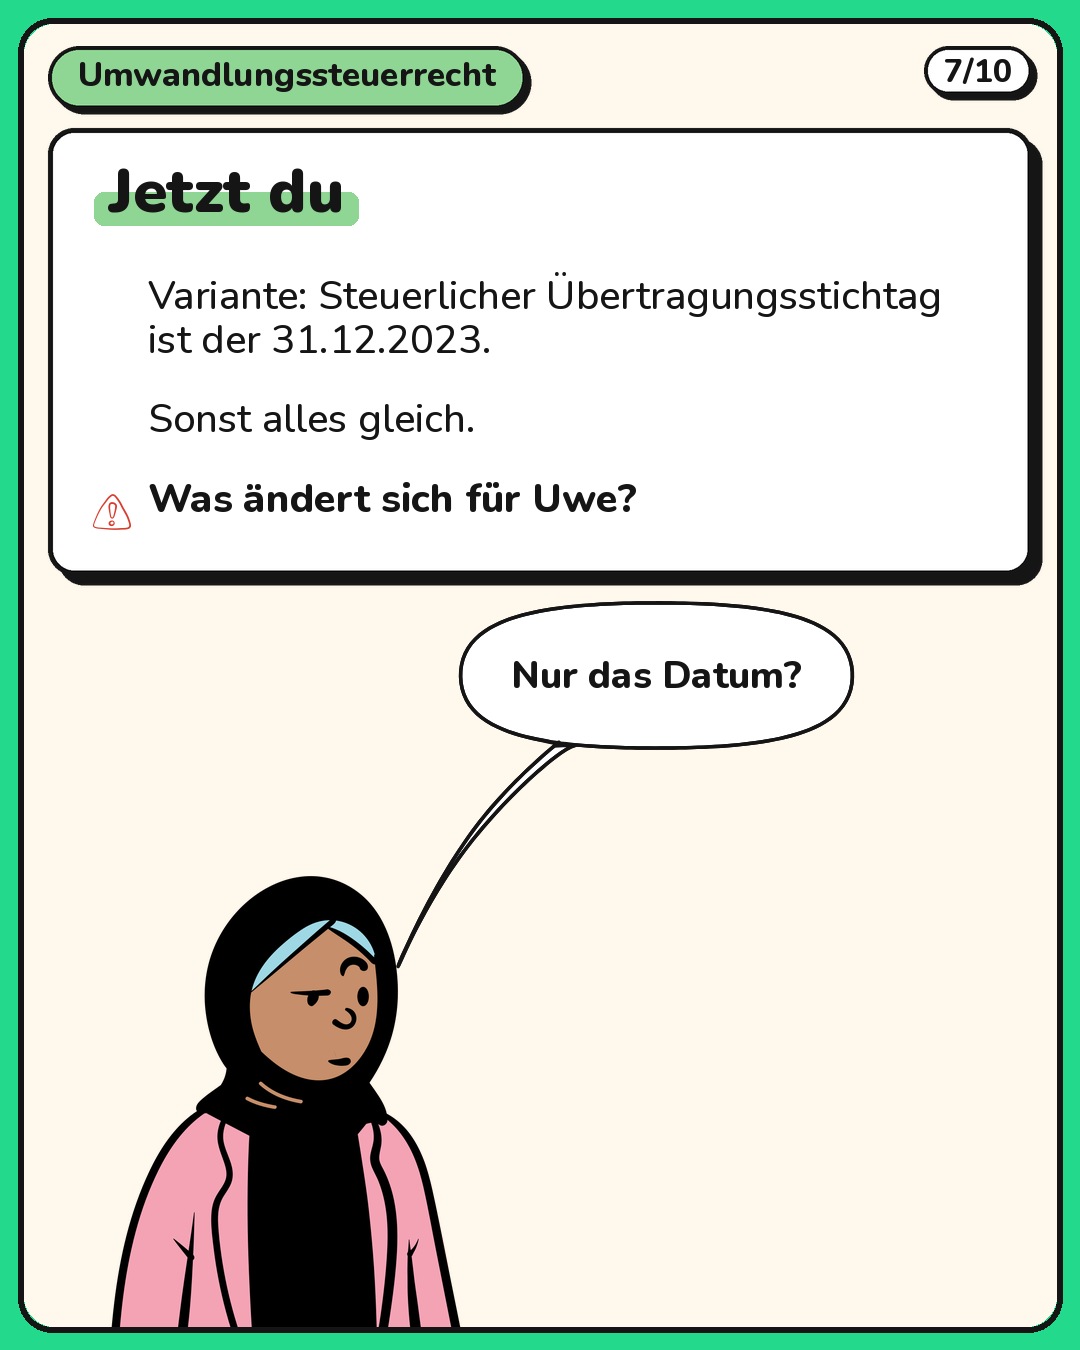 Umwandlungssteuerrecht
7/10
Jetzt du
Variante: Steuerlicher Übertragungsstichtag
ist der 31.12.2023.
Sonst alles gleich.
Was ändert sich für Uwe?
Nur das Datum?